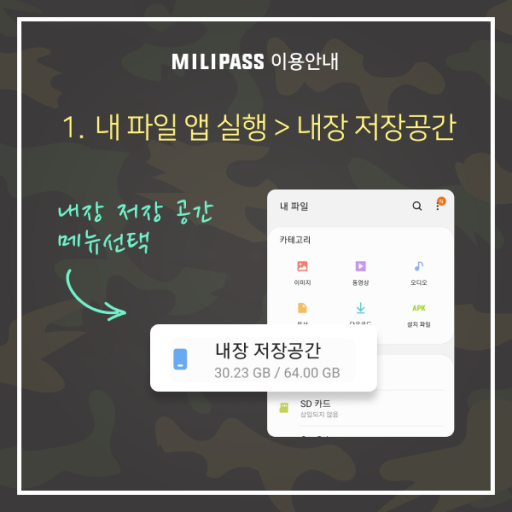 MILIPASS 이용안내
1. 내 파일 앱 실행 > 내장 저장공간
내장 저장 공간
메뉴선택
내 파일
카테고리
이미지
동영상
오디오
APK
설치 파일
내장 저장공간
30.23 GB / 64.00 GB
SD 카드
삽입되지 않음